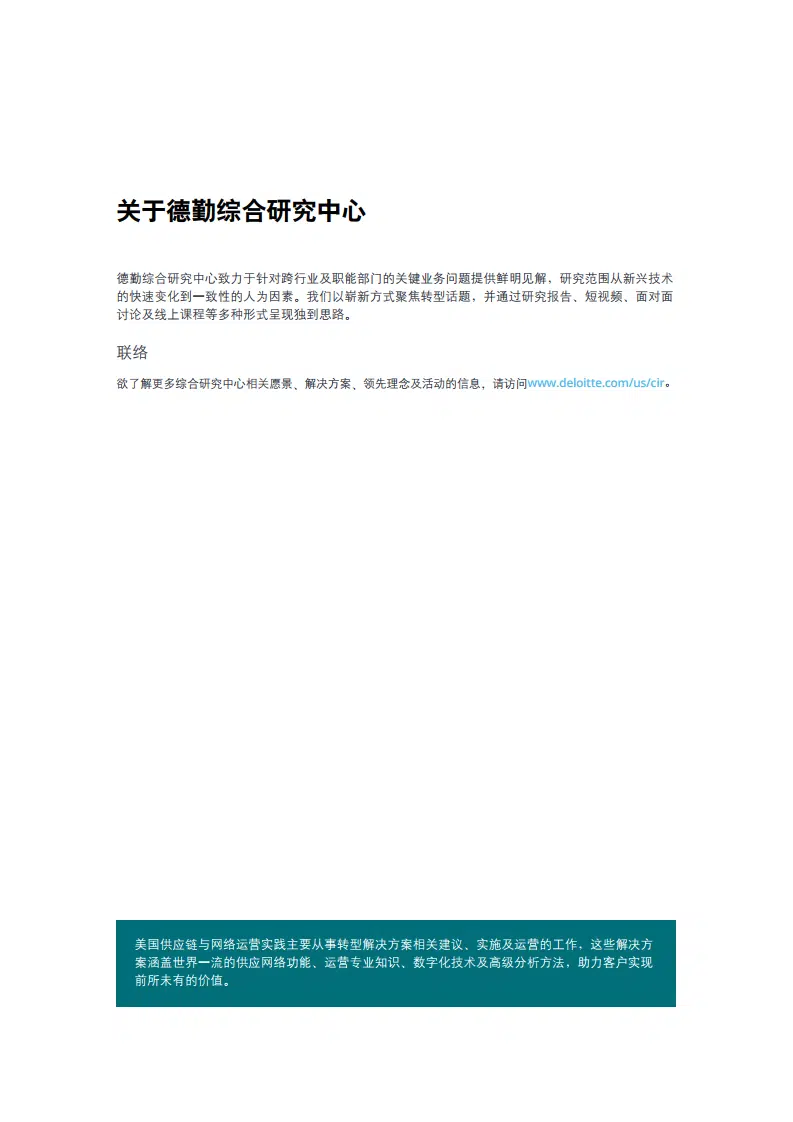 关于德勤综合研究中心
德勤综合研究中心致力于针对跨行业及职能部门的关键业务问题提供鲜明见解，研究范围从新兴技术
的快速变化到一致性的人为因素。我们以崭新方式聚焦转型话题，并通过研究报告、短视频、面对面
讨论及线上课程等多种形式呈现独到思路。
联络
欲了解更多综合研究中心相关愿景、解决方案、领先理念及活动的信息，请访问www.deloitte.com/us/cir。
美国供应链与网络运营实践主要从事转型解决方案相关建议、实施及运营的工作，这些解决方
案涵盖世界一流的供应网络功能、运营专业知识、数字化技术及高级分析方法，助力客户实现
前所未有的价值。